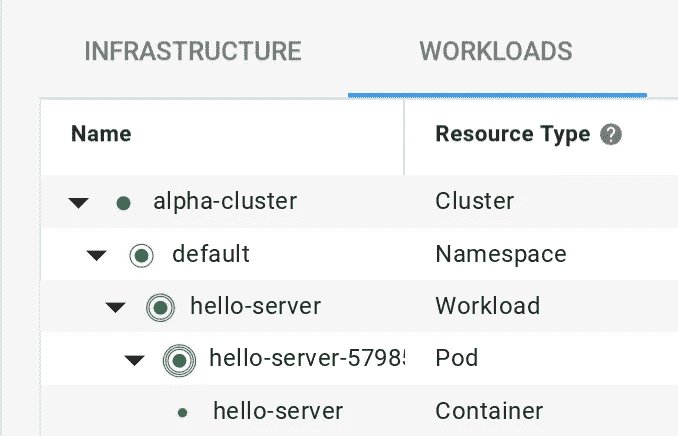 INFRASTRUCTURE WORKLOADS
Name Resource Type ?
alpha-cluster Cluster
default Namespace
hello-server Workload
hello-server-5798 Pod
hello-server Container